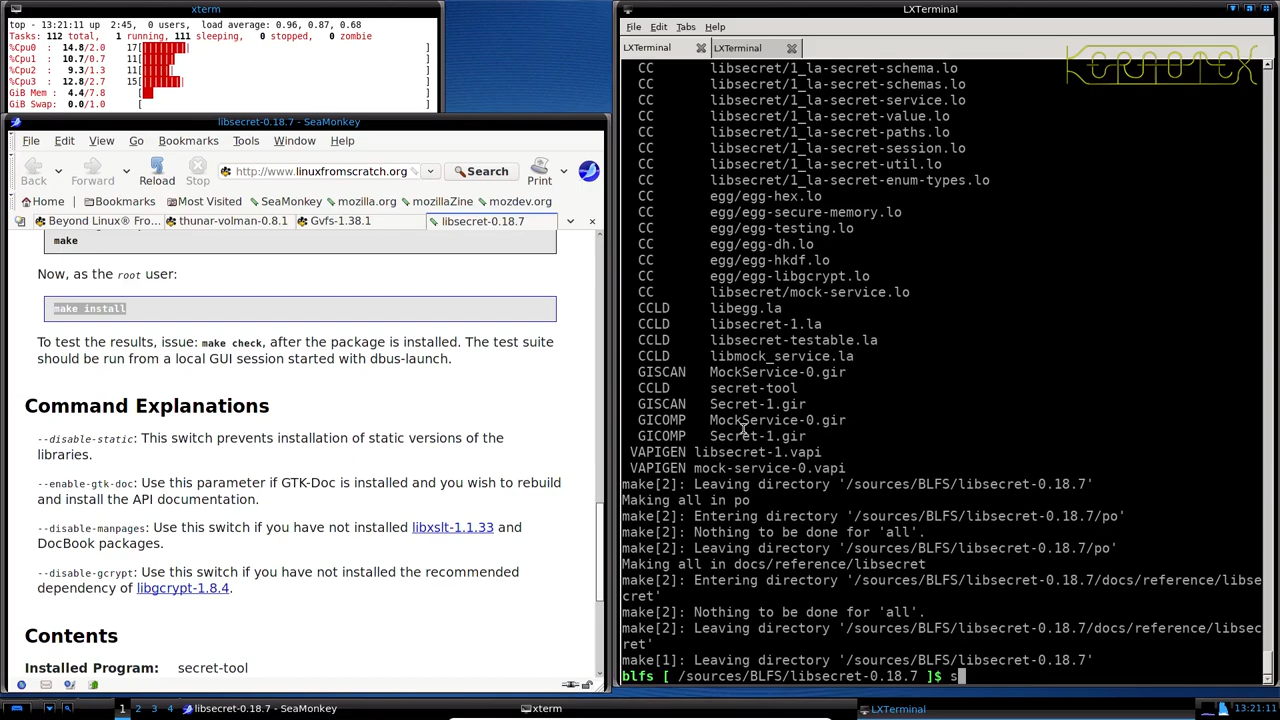 xterm
top - 13:21:11 up  2:45,  0 users,  load average: 0.96, 0.87, 0.68
Tasks: 112 total,   1 running, 111 sleeping,   0 stopped,   0 zombie
%Cpu0  :  14.8/2.0    17[||||||||||                              ]
%Cpu1  :  10.7/0.7    11[                              ]
%Cpu2  :   9.3/1.3    11[                              ]
%Cpu3  :  12.8/2.7    15[                              ]
GiB Mem :  4.4/7.8      [                              ]
GiB Swap:  0.0/1.0      [                              ]
libsecret-0.18.7 - SeaMonkey
File Edit View Go Bookmarks Tools Window Help
Back Forward Reload Stop http://www.linuxfromscratch.org Search Print
Home Bookmarks Most Visited SeaMonkey mozilla.org mozillaZine mozdev.org
Beyond Linux® Fro... thunar-volman-0.8.1 Gvfs-1.38.1 libsecret-0.18.7
make
Now, as the root user:
make install
To test the results, issue: make check, after the package is installed. The test suite
should be run from a local GUI session started with dbus-launch.
Command Explanations
--disable-static: This switch prevents installation of static versions of the
libraries.
--enable-gtk-doc: Use this parameter if GTK-Doc is installed and you wish to rebuild
and install the API documentation.
--disable-manpages: Use this switch if you have not installed libxslt-1.1.33 and
DocBook packages.
--disable-gcrypt: Use this switch if you have not installed the recommended
dependency of libgcrypt-1.8.4.
Contents
Installed Program: secret-tool
LXTerminal
File Edit Tabs Help
LXTerminal LXTerminal
KERNOTEX
CC libsecret/1_la-secret-schema.lo
CC libsecret/1_la-secret-schemas.lo
CC libsecret/1_la-secret-service.lo
CC libsecret/1_la-secret-value.lo
CC libsecret/1_la-secret-paths.lo
CC libsecret/1_la-secret-session.lo
CC libsecret/1_la-secret-util.lo
CC libsecret/1_la-secret-enum-types.lo
CC egg/egg-hex.lo
CC egg/egg-secure-memory.lo
CC egg/egg-testing.lo
CC egg/egg-dh.lo
CC egg/egg-hkdf.lo
CC egg/egg-libgcrypt.lo
CC libsecret/mock-service.lo
CCLD libegg.la
CCLD libsecret-1.la
CCLD libsecret-testable.la
CCLD libmock_service.la
GISCAN MockService-0.gir
CCLD secret-tool
GISCAN Secret-1.gir
GICOMP MockService-0.gir
GICOMP Secret-1.gir
VAPIGEN libsecret-1.vapi
VAPIGEN mock-service-0.vapi
make[2]: Leaving directory '/sources/BLFS/libsecret-0.18.7'
Making all in po
make[2]: Entering directory '/sources/BLFS/libsecret-0.18.7/po'
make[2]: Nothing to be done for 'all'.
make[2]: Leaving directory '/sources/BLFS/libsecret-0.18.7/po'
Making all in docs/reference/libsecret
make[2]: Entering directory '/sources/BLFS/libsecret-0.18.7/docs/reference/libse
cret'
make[2]: Nothing to be done for 'all'.
make[2]: Leaving directory '/sources/BLFS/libsecret-0.18.7/docs/reference/libsec
ret'
make[1]: Leaving directory '/sources/BLFS/libsecret-0.18.7'
blfs [ /sources/BLFS/libsecret-0.18.7 ]$ s
1 2 3 4 libsecret-0.18.7 - SeaMonkey xterm LXTerminal 13:21:11